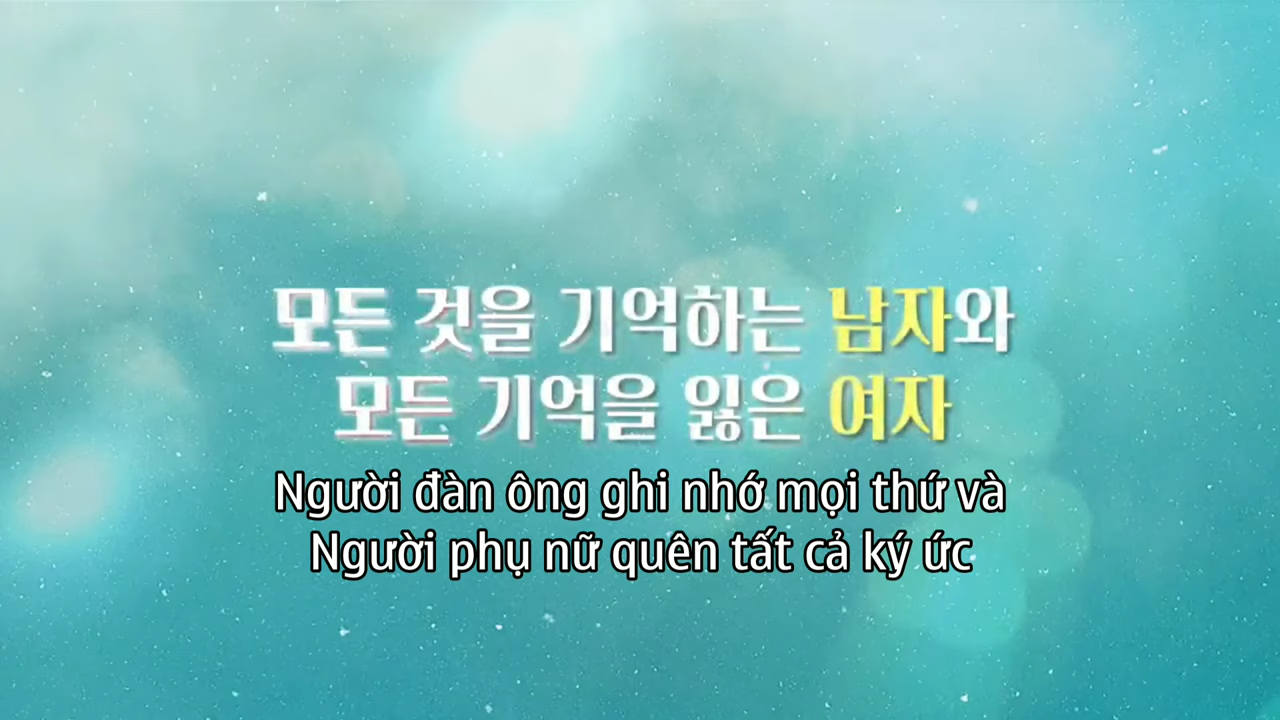 모든 것을 기억하는 남자와
모든 기억을 잃은 여자
Người đàn ông ghi nhớ mọi thứ và
Người phụ nữ quên tất cả ký ức